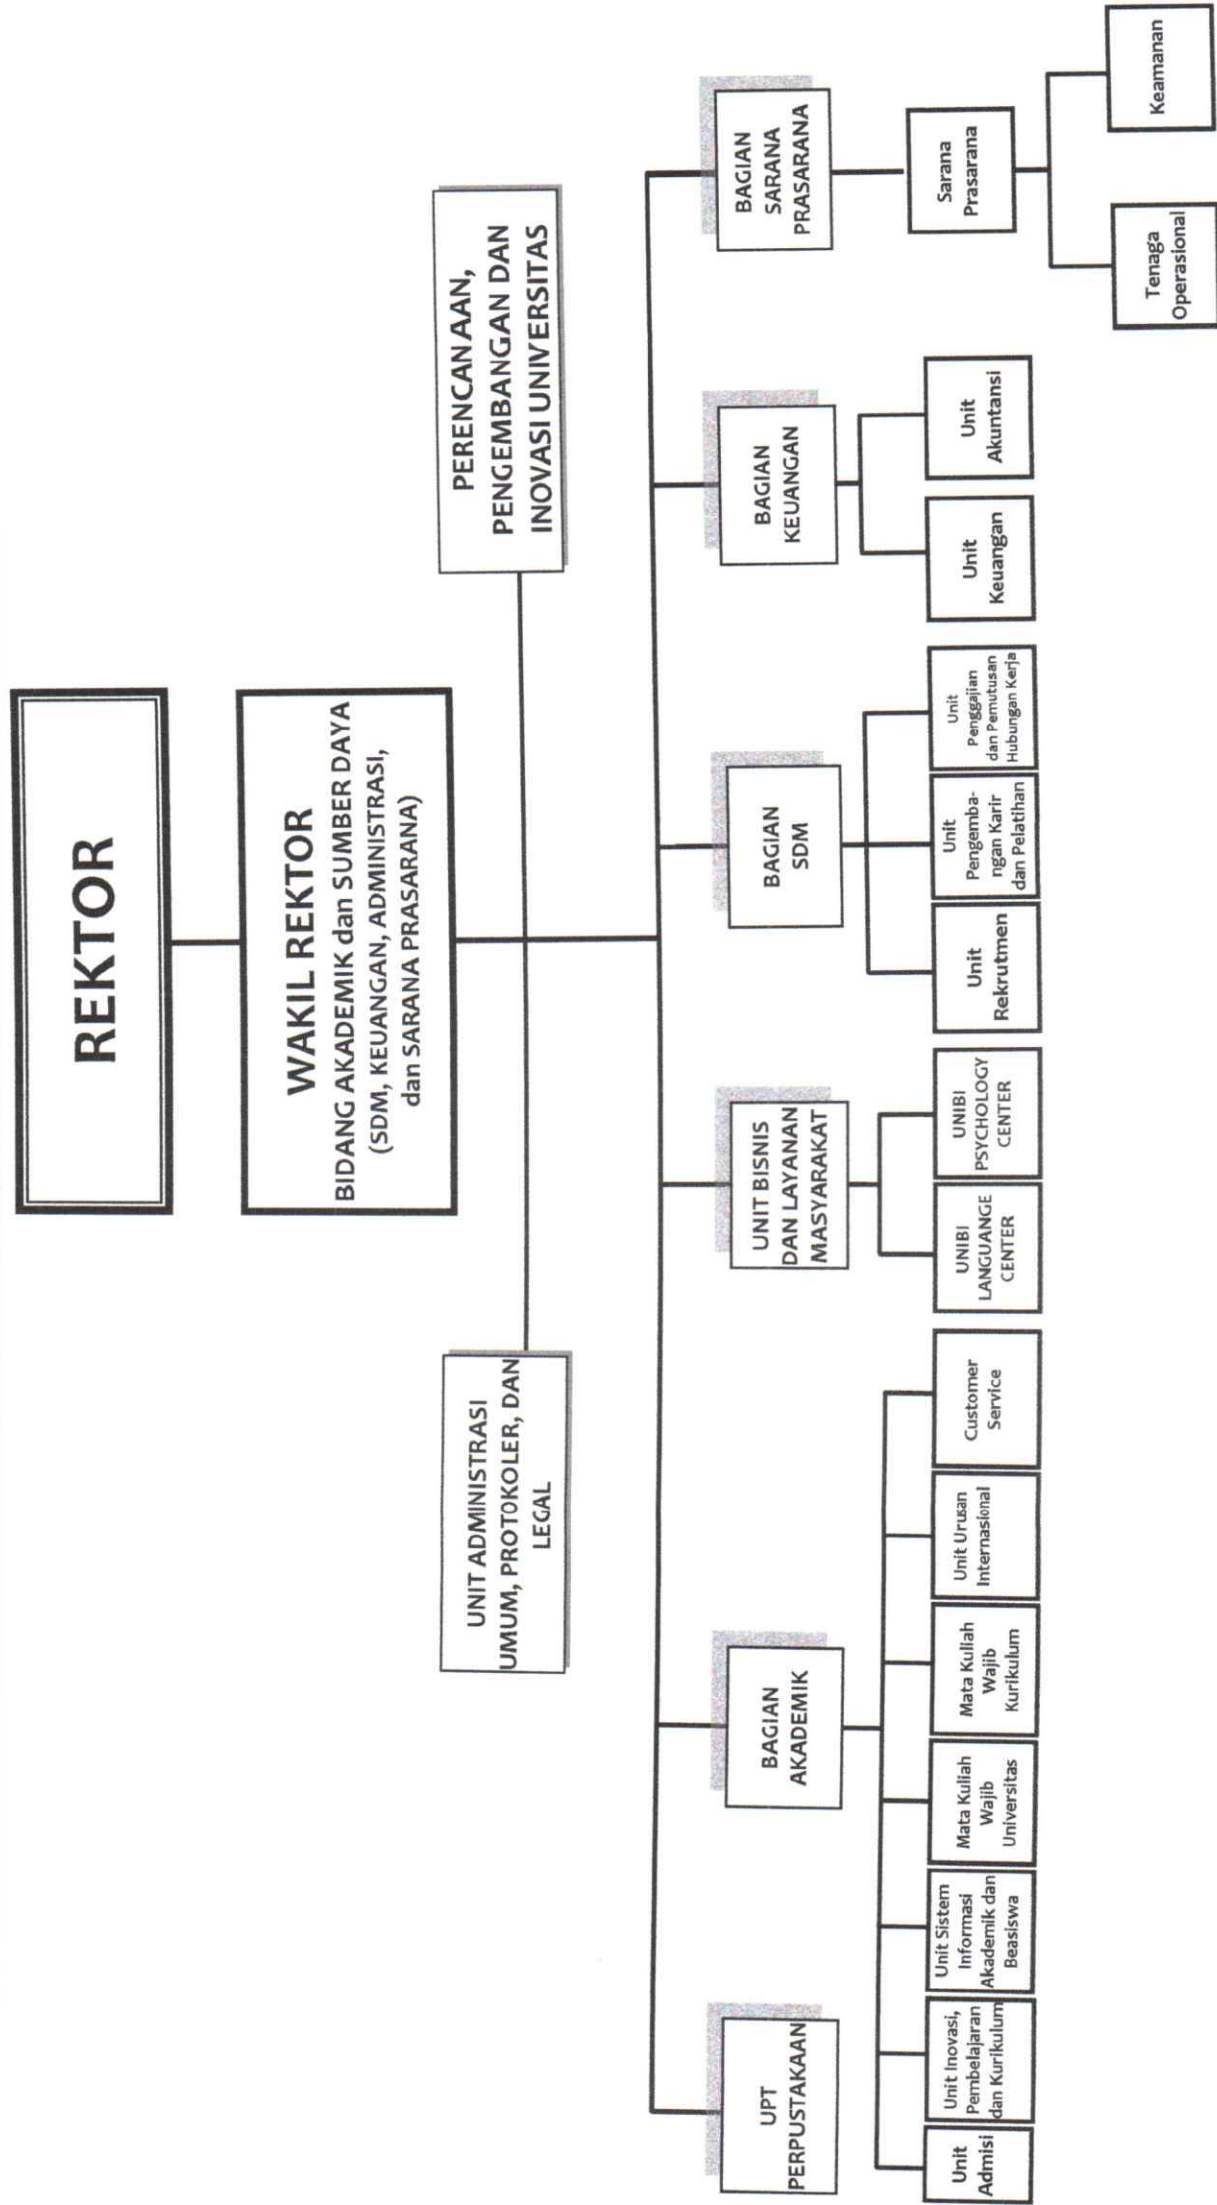 REKTOR
WAKIL REKTOR
BIDANG AKADEMIK dan SUMBER DAYA
(SDM, KEUANGAN, ADMINISTRASI,
dan SARANA PRASARANA)
UNIT ADMINISTRASI
UMUM, PROTOKOLER, DAN
LEGAL
PERENCANAAN,
PENGEMBANGAN DAN
INOVASI UNIVERSITAS
UPT
PERPUSTAKAAN
BAGIAN
AKADEMIK
UNIT BISNIS
DAN LAYANAN
MASYARAKAT
BAGIAN
SDM
BAGIAN
KEUANGAN
BAGIAN
SARANA
PRASARANA
Unit
Admisi
Unit Inovasi,
Pembelajaran
dan Kurikulum
Unit Sistem
Informasi
Akademik dan
Beasiswa
Mata Kuliah
Wajib
Universitas
Mata Kuliah
Wajib
Kurikulum
Unit Urusan
Internasional
Customer
Service
UNIBI
LANGUANGE
CENTER
UNIBI
PSYCHOLOGY
CENTER
Unit
Rekrutmen
Unit
Pengemba-
ngan Karir
dan Pelatihan
Unit
Penggajian
dan Pemutusan
Hubungan Kerja
Unit
Keuangan
Unit
Akuntansi
Sarana
Prasarana
Tenaga
Operasional
Keamanan